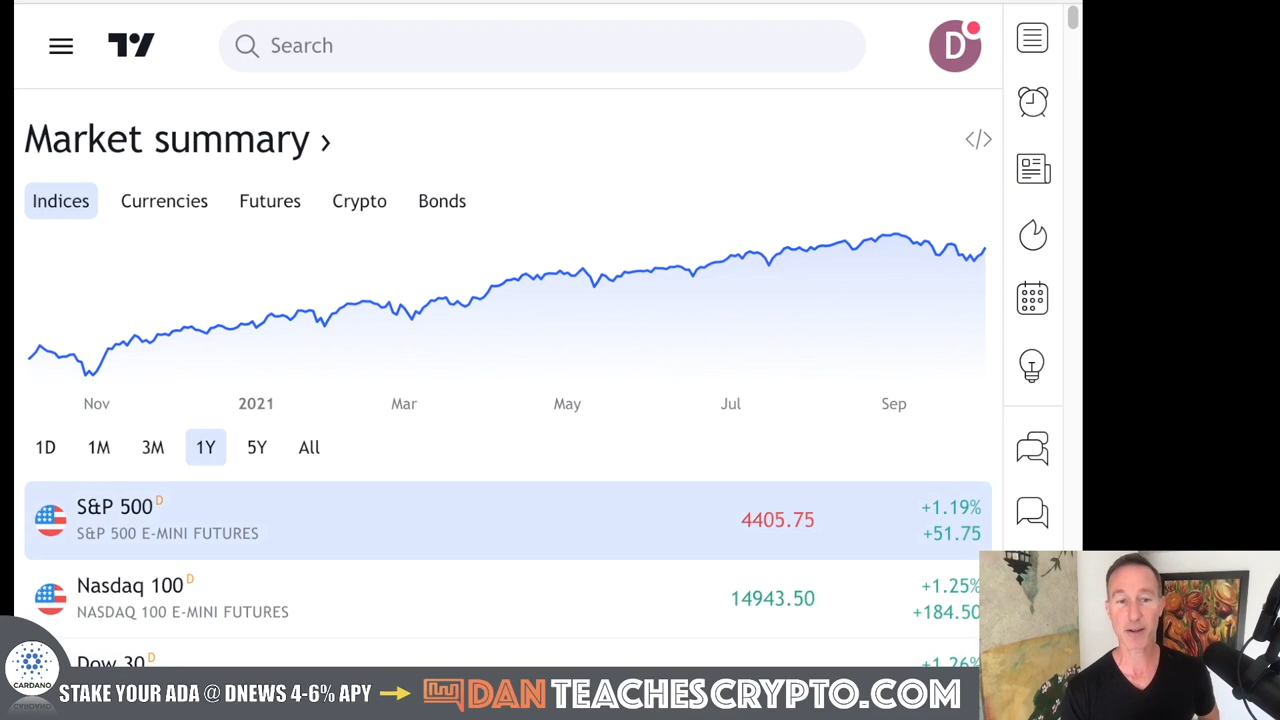 Search
D
Market summary ›
</>
Indices Currencies Futures Crypto Bonds
Nov 2021 Mar May Jul Sep
1D 1M 3M 1Y 5Y All
S&P 500 D
S&P 500 E-MINI FUTURES
4405.75
+1.19%
+51.75
Nasdaq 100 D
NASDAQ 100 E-MINI FUTURES
14943.50
+1.25%
+184.50
Dow 30 D
+1.26%
CARDANO
STAKE YOUR ADA @ DNEWS 4-6% APY
DANTEACHESCRYPTO.COM